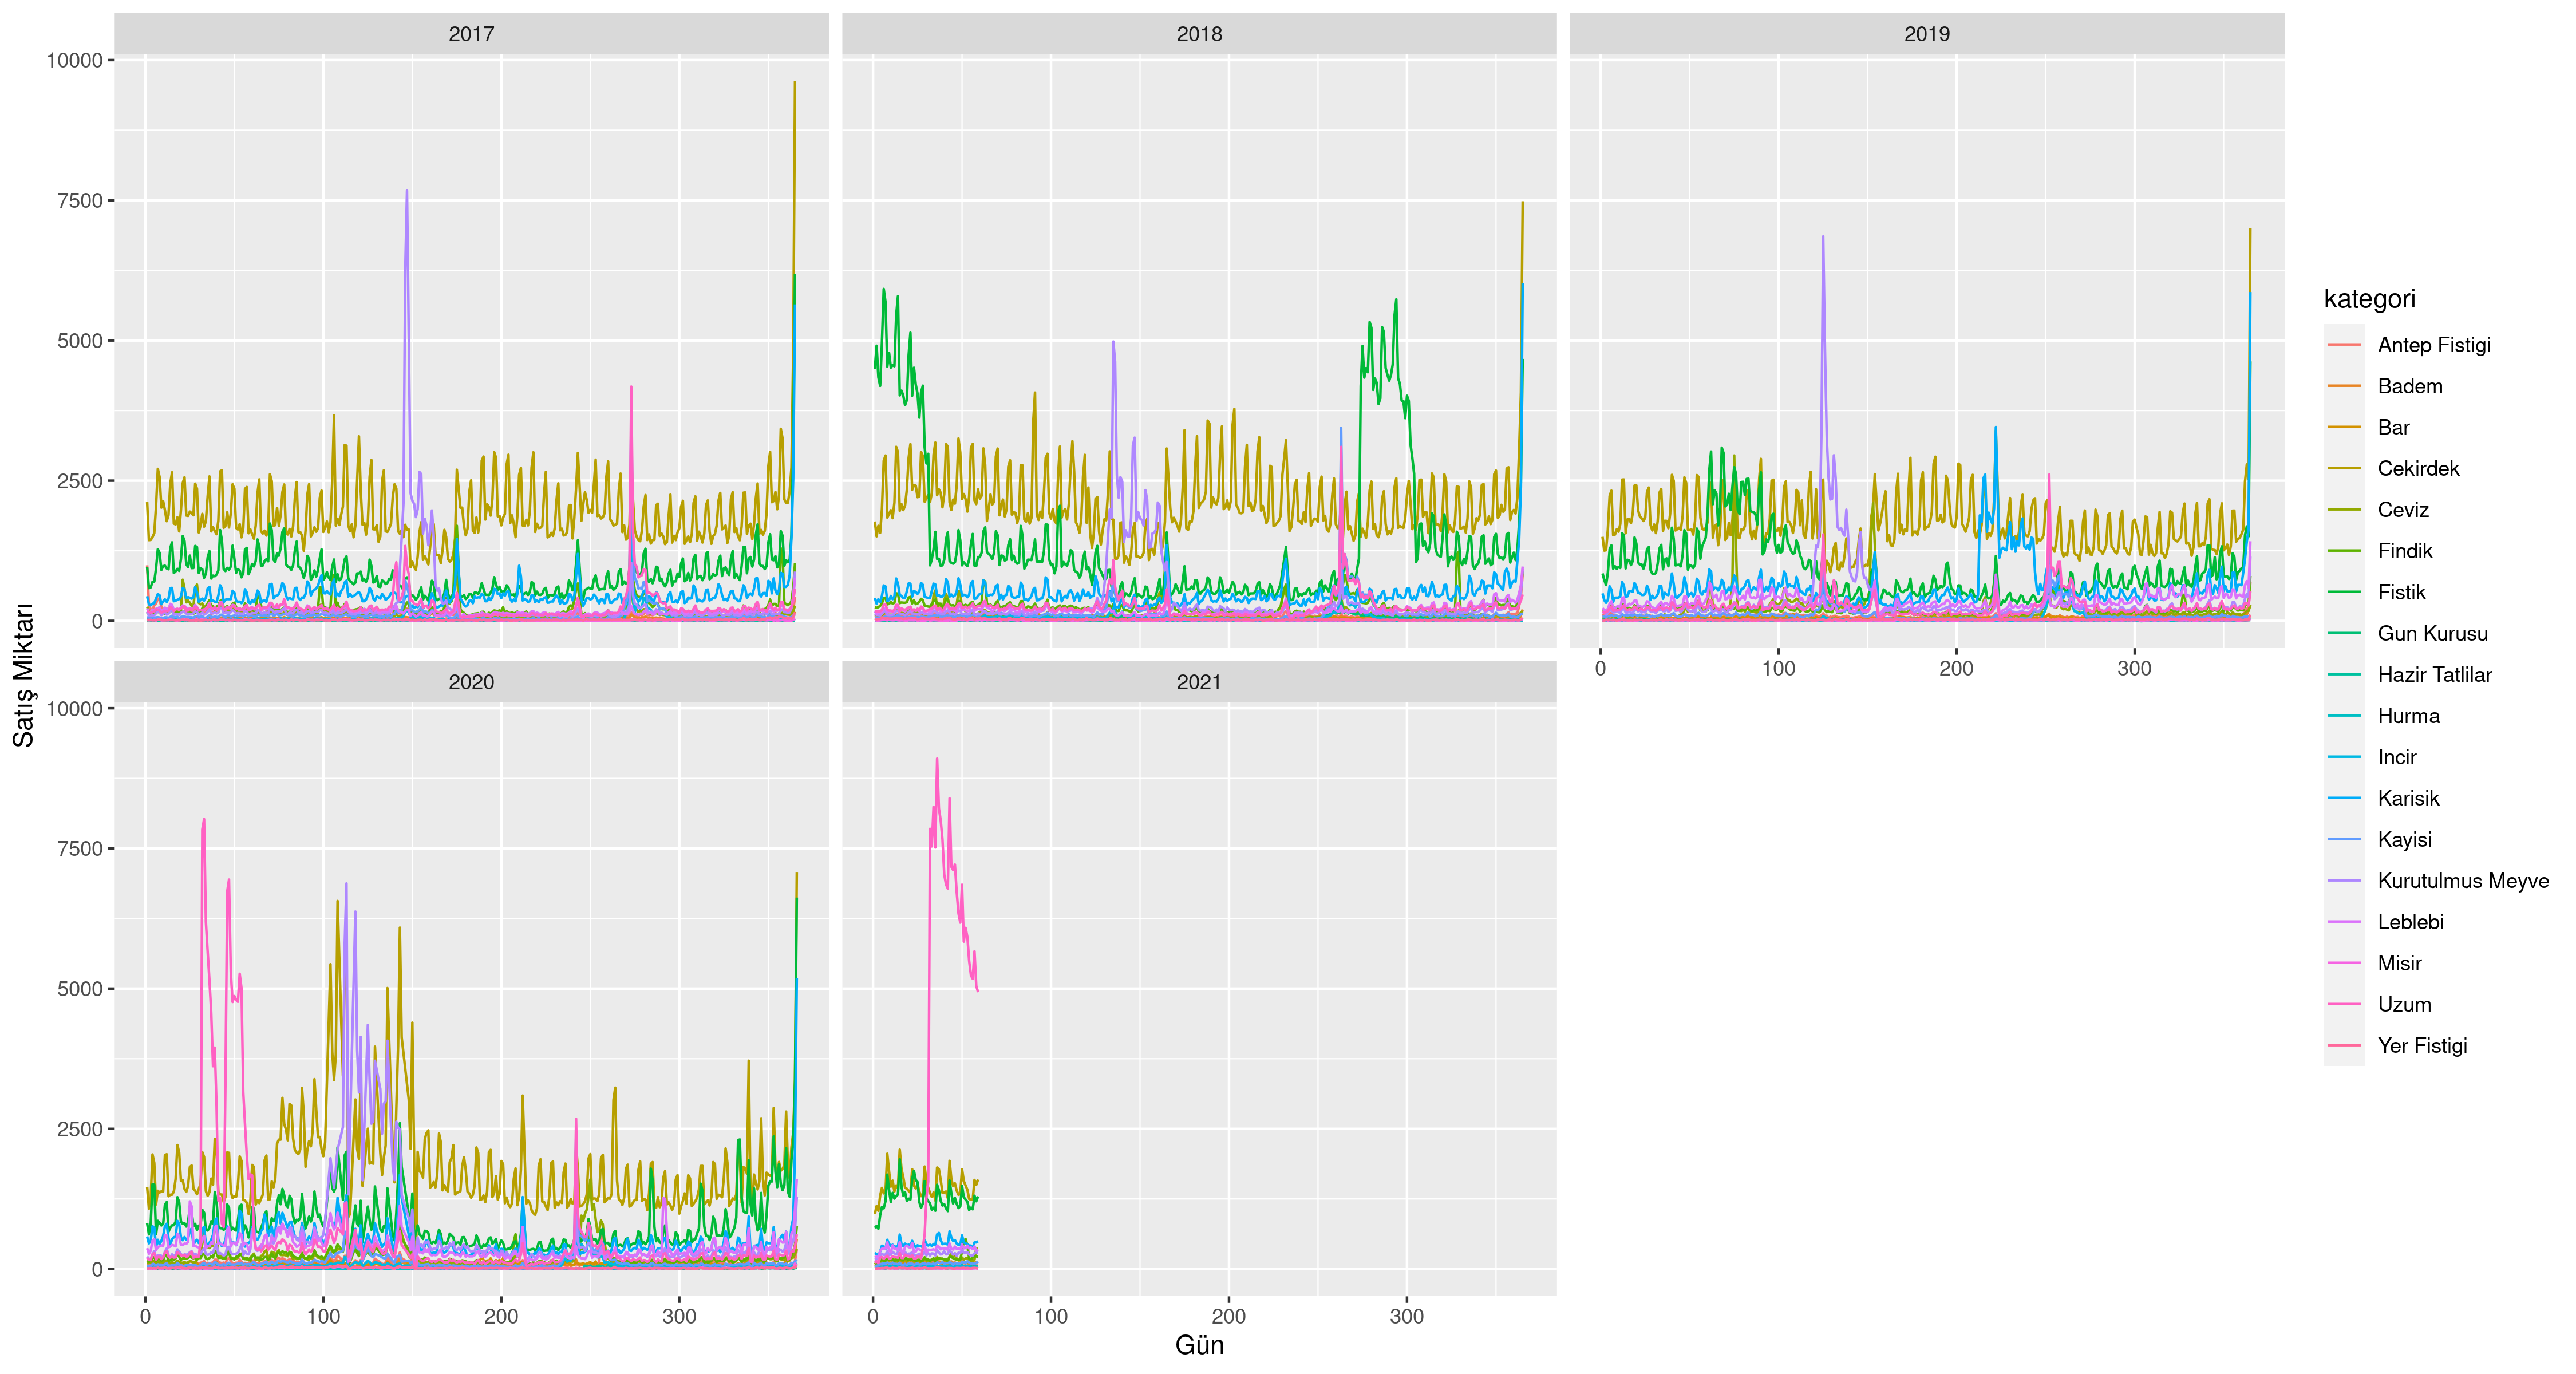 2017
2018
2019
10000
7500
5000
2500
0
0
100
200
300
2020
2021
10000
7500
5000
2500
0
0
100
200
300
0
100
200
300
Gün
Satış Miktarı
kategori
Antep Fistigi
Badem
Bar
Cekirdek
Ceviz
Findik
Fistik
Gun Kurusu
Hazir Tatlilar
Hurma
Incir
Karisik
Kayisi
Kurutulmus Meyve
Leblebi
Misir
Uzum
Yer Fistigi